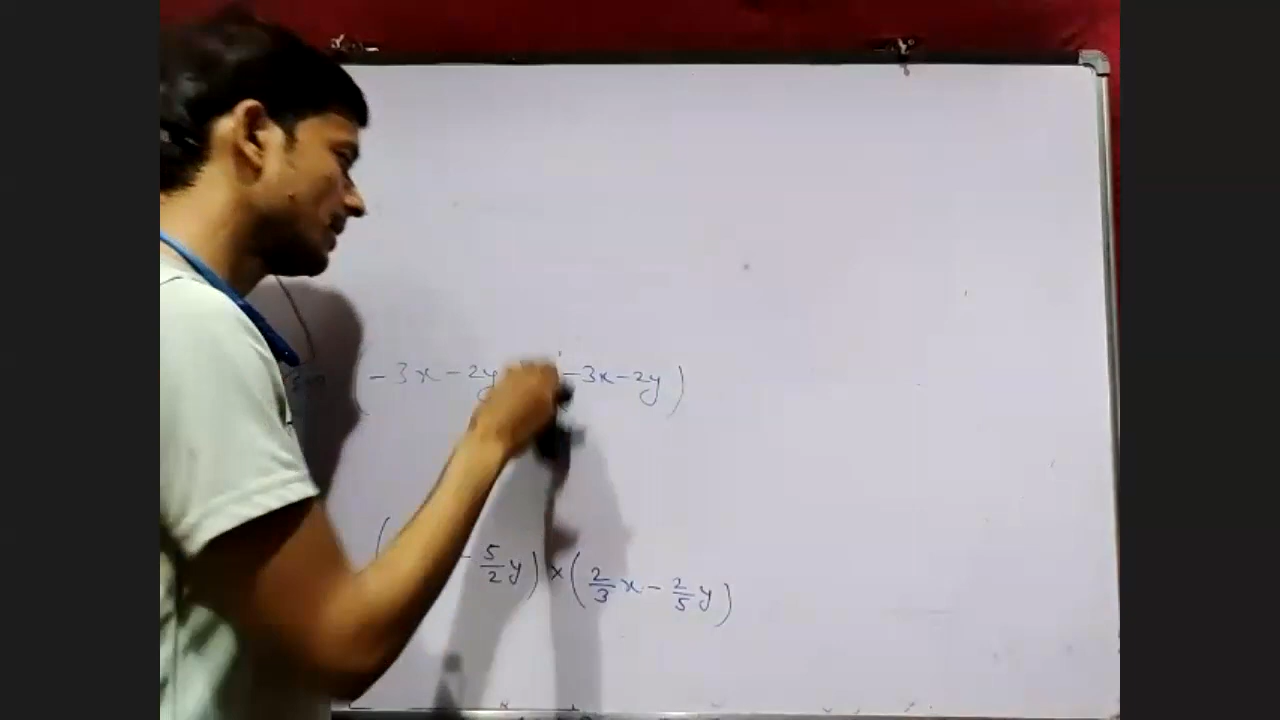 (-3x-2y -3x-2y)
( - 5/2 y) × (2/3 x - 2/5 y)